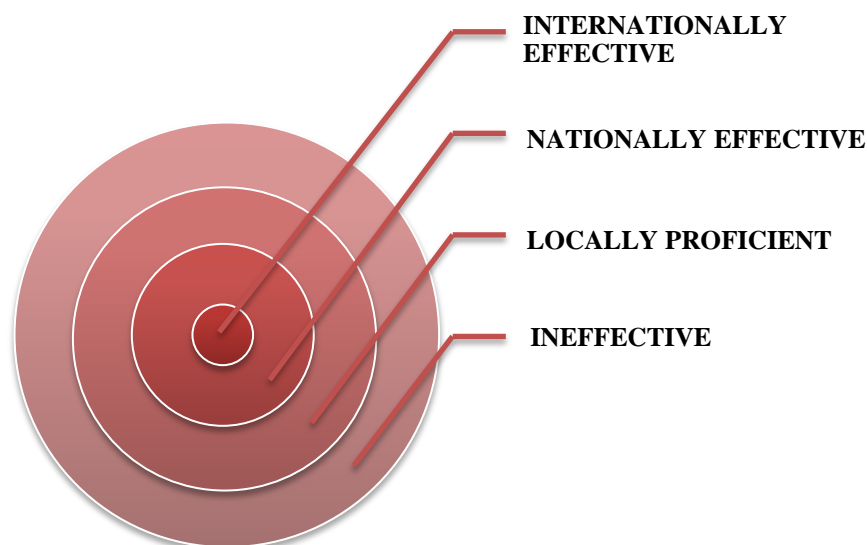 INTERNATIONALLY
EFFECTIVE
NATIONALLY EFFECTIVE
LOCALLY PROFICIENT
INEFFECTIVE